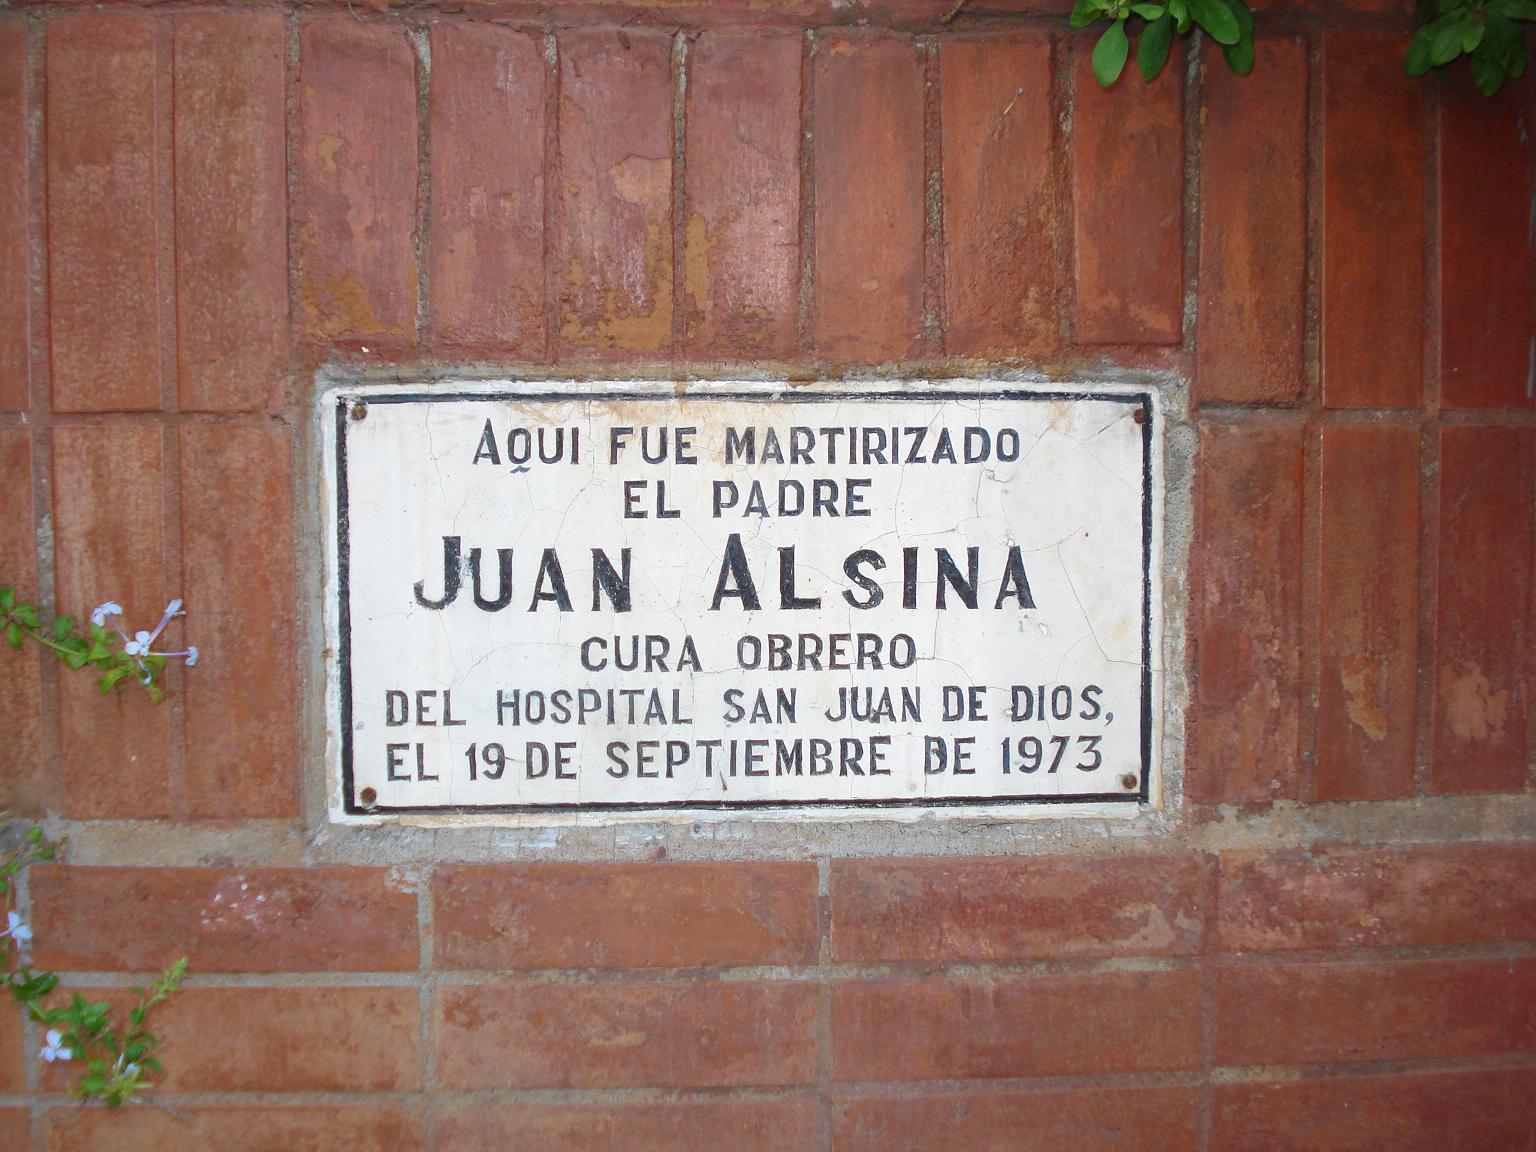 AQUI FUE MARTIRIZADO
EL PADRE
JUAN ALSINA
CURA OBRERO
DEL HOSPITAL SAN JUAN DE DIOS,
EL 19 DE SEPTIEMBRE DE 1973